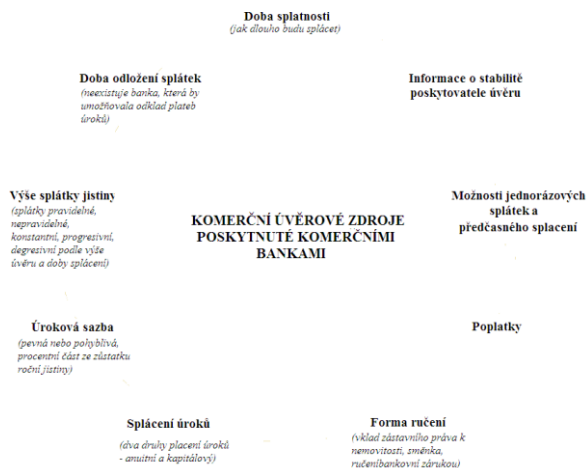 Doba splatnosti
(jak dlouho budu splácet)
Doba odložení splátek
(neexistuje banka, která by
umožňovala odklad plateb
úroků)
Informace o stabilitě
poskytovatele úvěru
Výše splátky jistiny
(splátky pravidelné,
nepravidelné,
konstantní, progresivní,
degresivní podle výše
úvěru a doby splácení)
KOMERČNÍ ÚVĚROVÉ ZDROJE
POSKYTNUTÉ KOMERČNÍMI
BANKAMI
Možnosti jednorázových
splátek a
předčasného splacení
Úroková sazba
(pevná nebo pohyblivá,
procentní část ze zůstatku
roční jistiny)
Poplatky
Splácení úroků
(dva druhy placení úroků
- anuitní a kapitálový)
Forma ručení
(vklad zástavního práva k
nemovitosti, směnka,
ručeníbankovní zárukou)